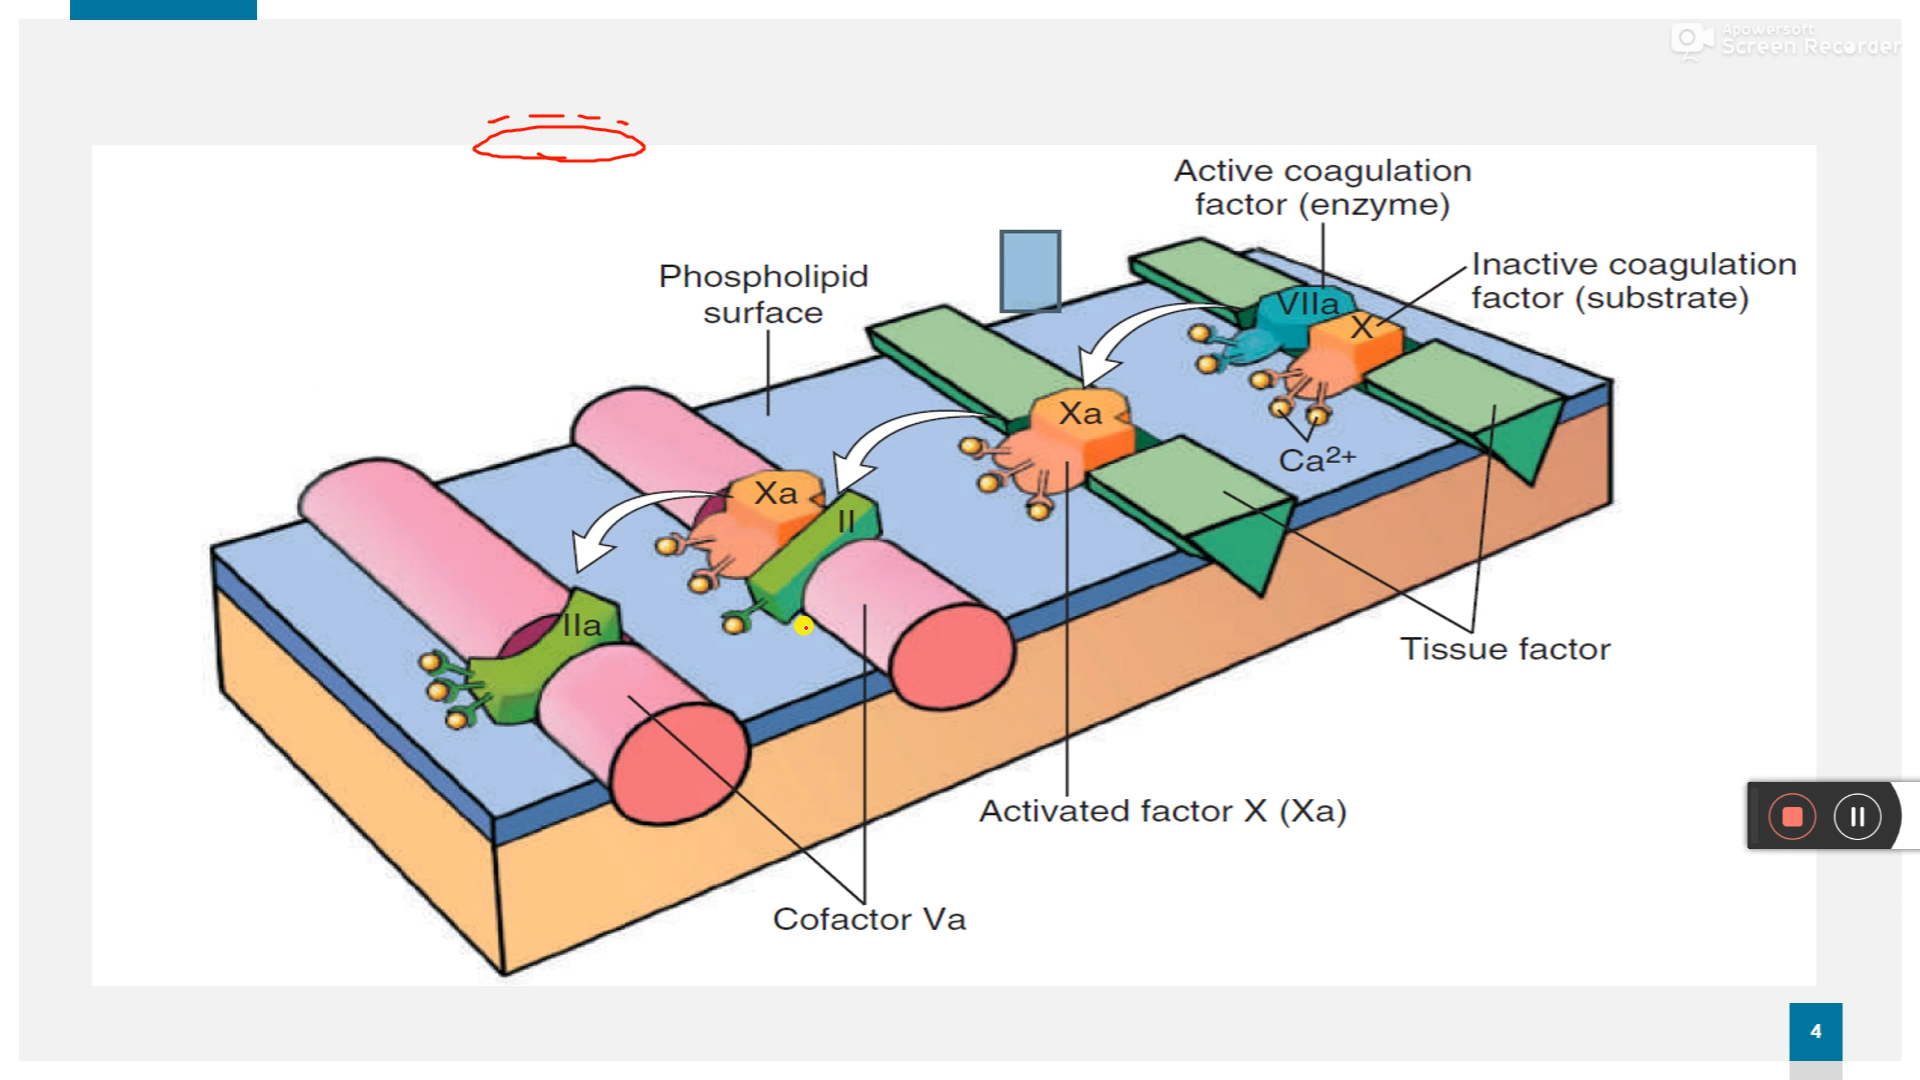 Apowersoft
Screen Recorder
Active coagulation
factor (enzyme)
Phospholipid
surface
Inactive coagulation
factor (substrate)
VIIa
X
Xa
Ca2+
Xa
II
IIa
Tissue factor
Activated factor X (Xa)
Cofactor Va
4